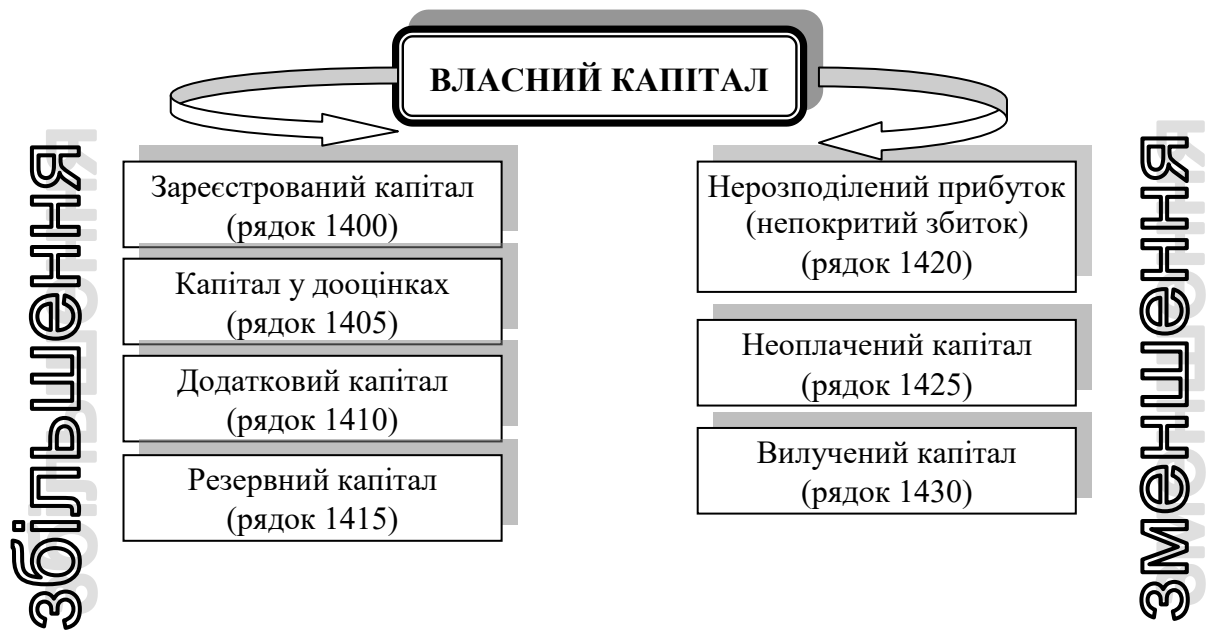 ВЛАСНИЙ КАПІТАЛ
збільшення
Зареєстрований капітал
(рядок 1400)
Капітал у дооцінках
(рядок 1405)
Додатковий капітал
(рядок 1410)
Резервний капітал
(рядок 1415)
Нерозподілений прибуток
(непокритий збиток)
(рядок 1420)
Неоплачений капітал
(рядок 1425)
Вилучений капітал
(рядок 1430)
зменшення